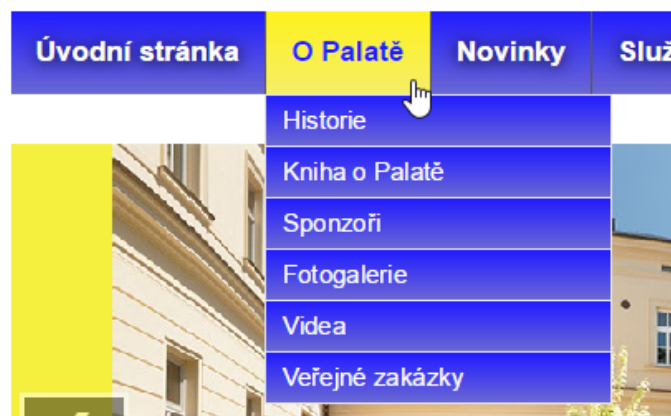 Úvodní stránka
O Palatě
Novinky
Historie
Kniha o Palatě
Sponzoři
Fotogalerie
Videa
Veřejné zakázky